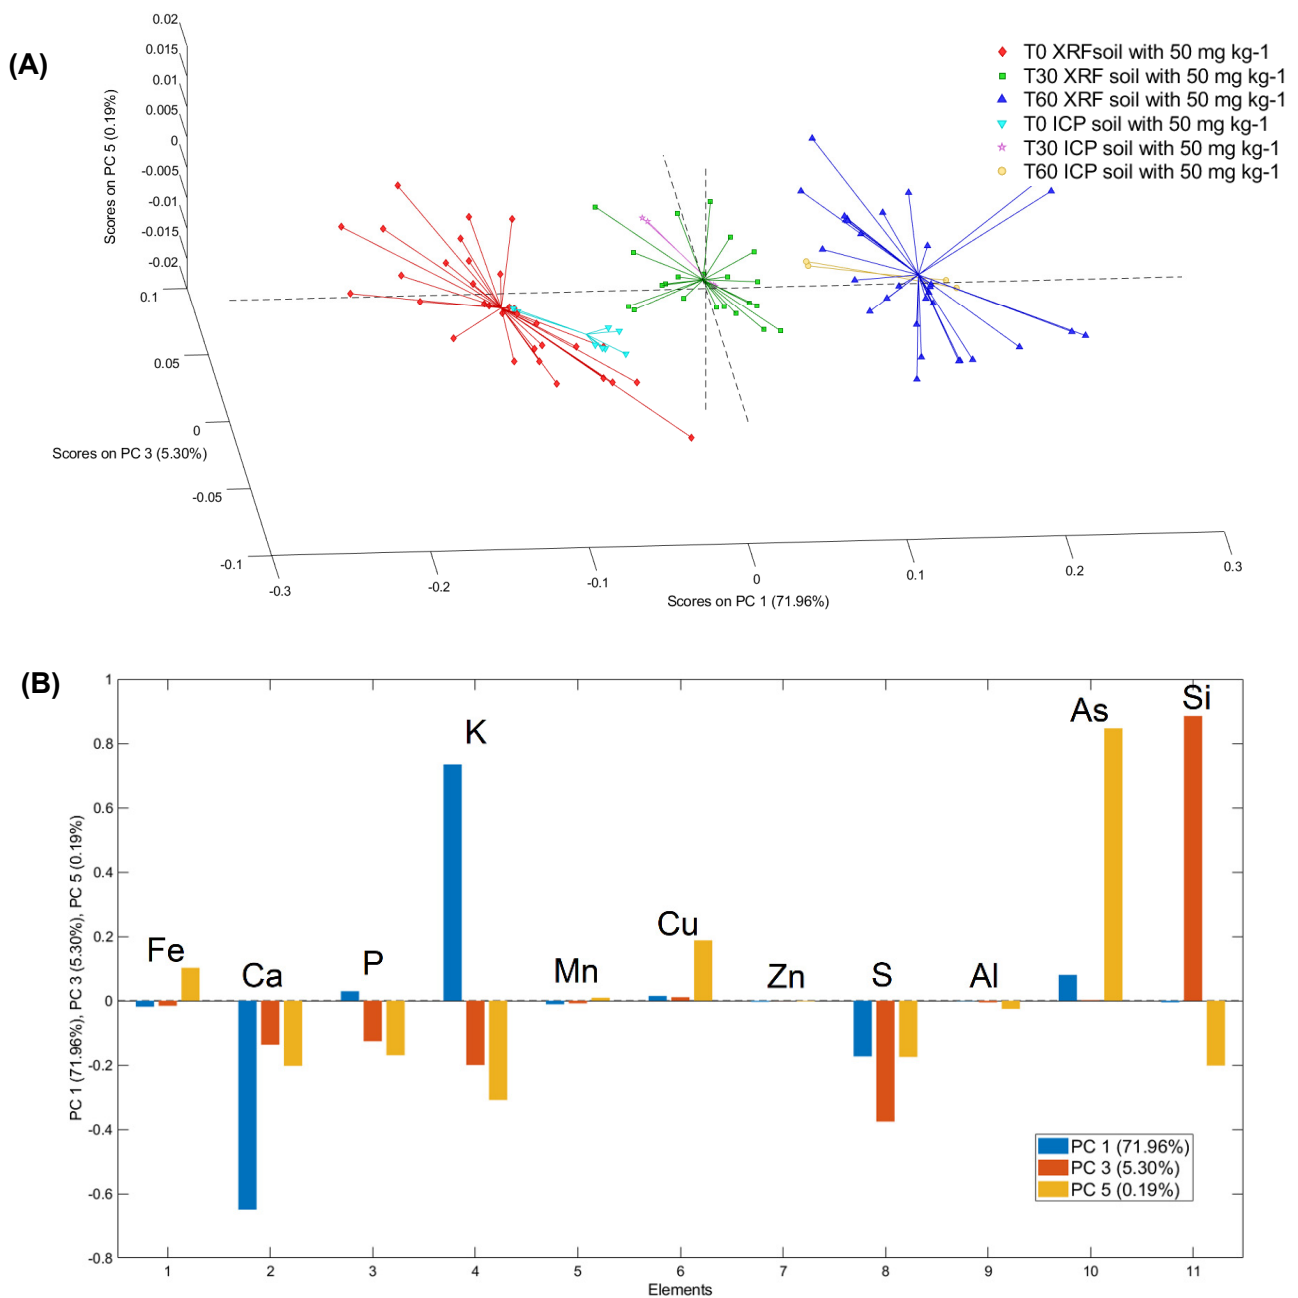 (A)
0.02
0.015
0.01
0.005
0
-0.005
-0.01
-0.015
-0.02
0.1
0.05
0
-0.05
-0.1
Scores on PC 5 (0.19%)
Scores on PC 3 (5.30%)
-0.3
-0.2
-0.1
0
0.1
0.2
0.3
Scores on PC 1 (71.96%)
T0 XRFsoil with 50 mg kg-1
T30 XRF soil with 50 mg kg-1
T60 XRF soil with 50 mg kg-1
T0 ICP soil with 50 mg kg-1
T30 ICP soil with 50 mg kg-1
T60 ICP soil with 50 mg kg-1
(B)
1
0.8
0.6
0.4
0.2
0
-0.2
-0.4
-0.6
-0.8
PC 1 (71.96%), PC 3 (5.30%), PC 5 (0.19%)
Fe
Ca
P
K
Mn
Cu
Zn
S
Al
As
Si
PC 1 (71.96%)
PC 3 (5.30%)
PC 5 (0.19%)
1
2
3
4
5
6
7
8
9
10
11
Elements